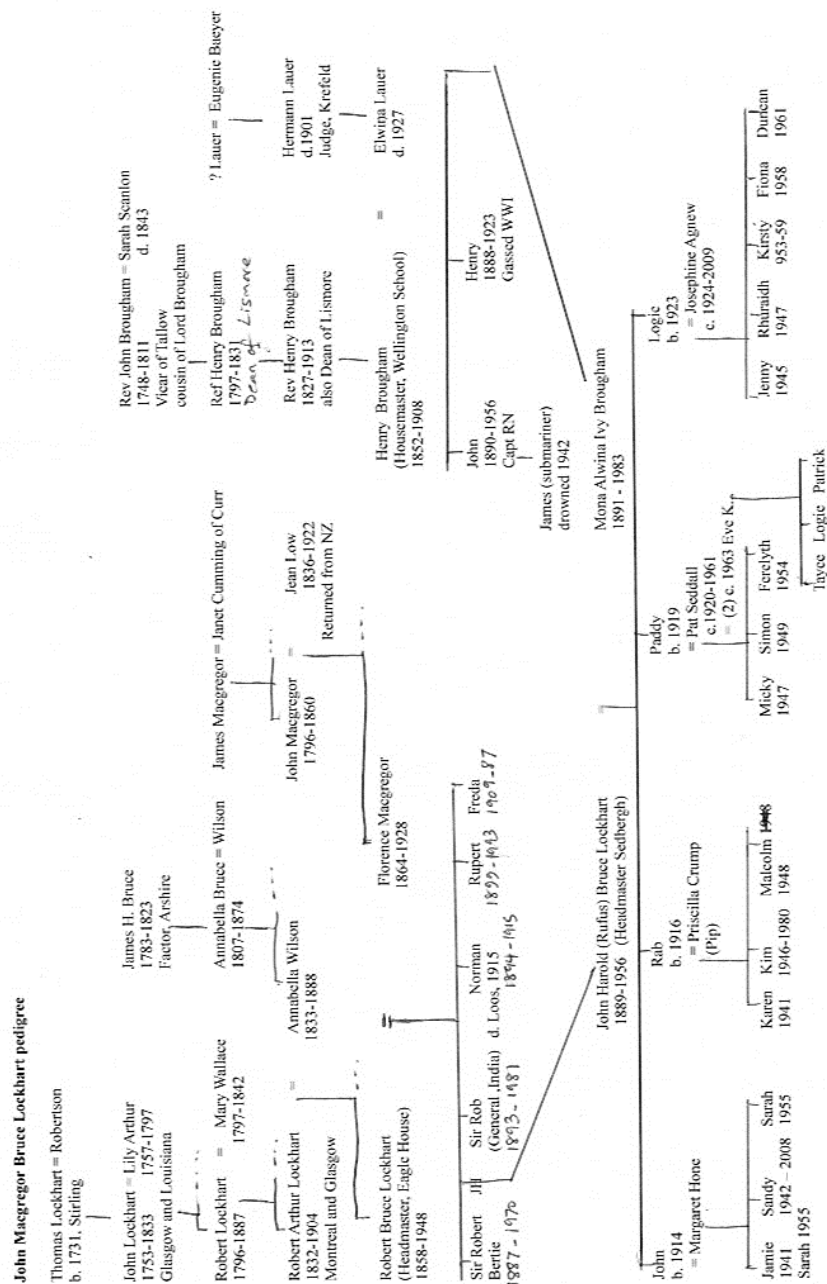 John Macgregor Bruce Lockhart pedigree
Thomas Lockhart = Robertson
b. 1731, Stirling
John Lockhart = Lily Arthur
1753-1833 1757-1797
Glasgow and Louisiana
James H. Bruce
1783-1823
Factor, Arshire
Rev John Brougham = Sarah Scanlon
1748-1811 d. 1843
Vicar of Tallow
cousin of Lord Brougham
Robert Lockhart = Mary Wallace
1796-1887 1797-1842
Annabella Bruce = Wilson
1807-1874
James Macgregor = Janet Cumming of Curr
Ref Henry Brougham
1797-1831
Dean of Lismore
? Lauer = Eugenie Bueyer
Robert Arthur Lockhart =
1832-1904
Montreal and Glasgow
Annabella Wilson
1833-1888
John Macgregor =
1796-1860
Jean Low
1836-1922
Returned from NZ
Rev Henry Brougham
1827-1913
also Dean of Lismore
Hermann Lauer
d.1901
Judge, Krefeld
Robert Bruce Lockhart =
(Headmaster, Eagle House)
1858-1948
Florence Macgregor
1864-1928
Henry Brougham =
(Housemaster, Wellington School)
1852-1908
Elwina Lauer
d. 1927
Sir Robert
Bertie
1887-1970
JH
Sir Rob
(General ,India)
1893-1981
Norman
d. Loos, 1915
1894-1915
Rupert
1899-1943
Freda
1909-87
John
1890-1956
Capt RN
Henry
1888-1923
Gassed WWI
James (submariner)
drowned 1942
John Harold (Rufus) Bruce Lockhart =
1889-1956 (Headmaster Sedbergh)
Mona Alwina Ivy Brougham
1891 - 1983
John
b. 1914
= Margaret Hone
Rab
b. 1916
= Priscilla Crump
(Pip)
Paddy
b. 1919
= Pat Seddall
c.1920-1961
= (2) c. 1963 Eve K.
Logie
b. 1923
= Josephine Agnew
c. 1924-2009
Jamie
1941
Sandy
1942 – 2008
Sarah
1955
Sarah 1955
Karen
1941
Kim
1946-1980
Malcolm 1948
1948
Micky
1947
Simon
1949
Ferelyth
1954
Tayce Logie Patrick
Jenny
1945
Rhuraidh
1947
Kirsty
953-59
Fiona
1958
Duncan
1961